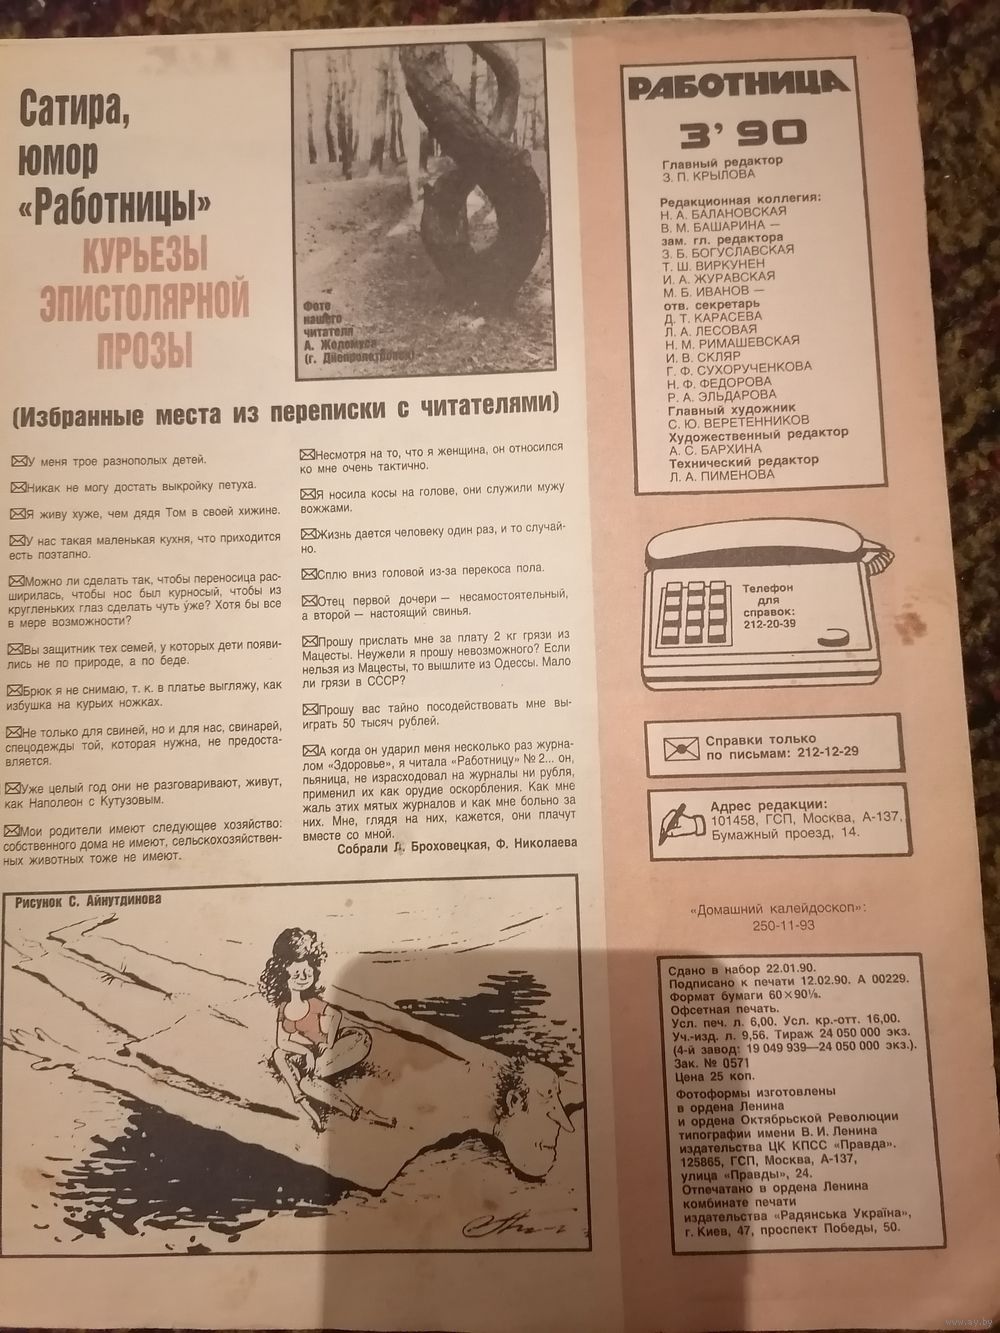 Сатира,
юмор
«Работницы»
КУРЬЕЗЫ
ЭПИСТОЛЯРНОЙ
ПРОЗЫ
Фото
нашего
читателя
А. Желомуса
(г. Днепропетровск)
(Избранные места из переписки с читателями)
У меня трое разнополых детей.
Никак не могу достать выкройку петуха.
Я живу хуже, чем дядя Том в своей хижине.
У нас такая маленькая кухня, что приходится
есть поэтапно.
Можно ли сделать так, чтобы переносица рас-
ширилась, чтобы нос был курносый, чтобы из
кругленьких глаз сделать чуть уже? Хотя бы все
в мере возможности?
Вы защитник тех семей, у которых дети появи-
лись не по природе, а по беде.
Брюк я не снимаю, т. к. в платье выгляжу, как
избушка на курьих ножках.
Не только для свиней, но и для нас, свинарей,
спецодежды той, которая нужна, не предоста-
вляется.
Уже целый год они не разговаривают, живут,
как Наполеон с Кутузовым.
Мои родители имеют следующее хозяйство:
собственного дома не имеют, сельскохозяйствен-
ных животных тоже не имеют.
Несмотря на то, что я женщина, он относился
ко мне очень тактично.
Я носила косы на голове, они служили мужу
вожжами.
Жизнь дается человеку один раз, и то случай-
но.
Сплю вниз головой из-за перекоса пола.
Отец первой дочери — несамостоятельный,
а второй — настоящий свинья.
Прошу прислать мне за плату 2 кг грязи из
Мацесты. Неужели я прошу невозможного? Если
нельзя из Мацесты, то вышлите из Одессы. Мало
ли грязи в СССР?
Прошу вас тайно посодействовать мне вы-
играть 50 тысяч рублей.
А когда он ударил меня несколько раз журна-
лом «Здоровье», я читала «Работницу» № 2... он,
пьяница, не израсходовал на журналы ни рубля,
применил их как орудие оскорбления. Как мне
жаль этих мятых журналов и как мне больно за
них. Мне, глядя на них, кажется, они плачут
вместе со мной.
Собрали Л. Броховецкая, Ф. Николаева
Рисунок С. Айнутдинова
РАБОТНИЦА
3' 90
Главный редактор
З. П. КРЫЛОВА
Редакционная коллегия:
Н. А. БАЛАНОВСКАЯ
В. М. БАШАРИНА —
зам. гл. редактора
З. Б. БОГУСЛАВСКАЯ
Т. Ш. ВИРКУНЕН
И. А. ЖУРАВСКАЯ
М. Б. ИВАНОВ —
отв. секретарь
Д. Т. КАРАСЕВА
Л. А. ЛЕСОВАЯ
Н. М. РИМАШЕВСКАЯ
И. В. СКЛЯР
Г. Ф. СУХОРУЧЕНКОВА
Н. Ф. ФЕДОРОВА
Р. А. ЭЛЬДАРОВА
Главный художник
С. Ю. ВЕРЕТЕННИКОВ
Художественный редактор
А. С. БАРХИНА
Технический редактор
Л. А. ПИМЕНОВА
Телефон
для
справок:
212-20-39
Справки только
по письмам: 212-12-29
Адрес редакции:
101458, ГСП, Москва, А-137,
Бумажный проезд, 14.
«Домашний калейдоскоп»:
250-11-93
Сдано в набор 22.01.90.
Подписано к печати 12.02.90. А 00229.
Формат бумаги 60×90⅛.
Офсетная печать.
Усл. печ. л. 6,00. Усл. кр.-отт. 16,00.
Уч.-изд. л. 9,56. Тираж 24 050 000 экз.
(4-й завод: 19 049 939—24 050 000 экз.).
Зак. № 0571
Цена 25 коп.
Фотоформы изготовлены
в ордена Ленина
и ордена Октябрьской Революции
типографии имени В. И. Ленина
издательства ЦК КПСС «Правда».
125865, ГСП, Москва, А-137,
улица «Правды», 24.
Отпечатано в ордена Ленина
комбинате печати
издательства «Радянська Україна»,
г. Киев, 47, проспект Победы, 50.
www.ay.by